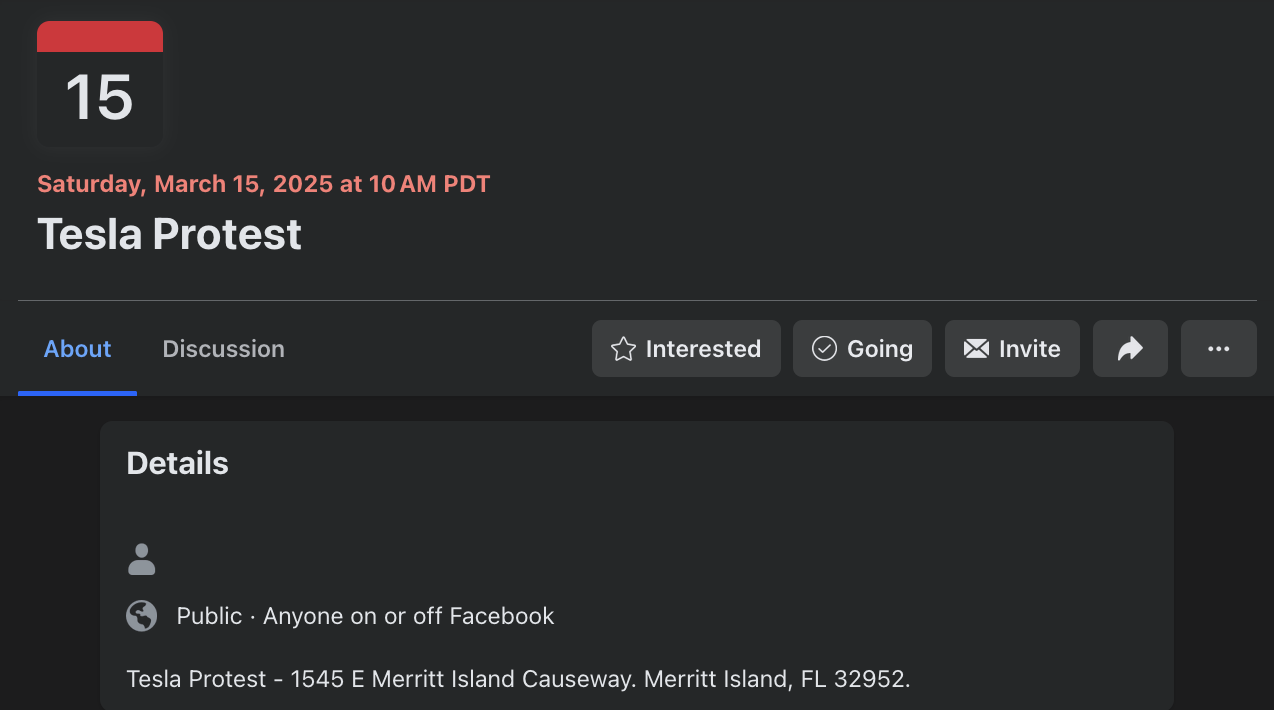 15
Saturday, March 15, 2025 at 10 AM PDT
Tesla Protest
About
Discussion
Interested
Going
Invite
Details
Public · Anyone on or off Facebook
Tesla Protest - 1545 E Merritt Island Causeway. Merritt Island, FL 32952.